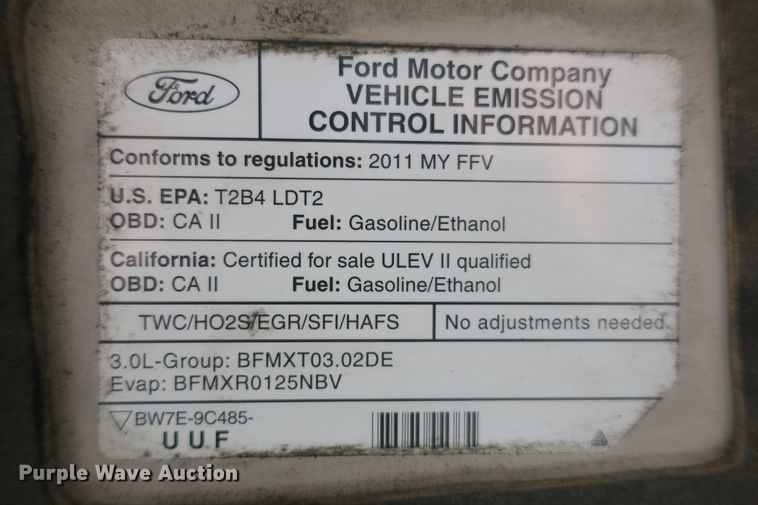 Ford
Ford Motor Company
VEHICLE EMISSION
CONTROL INFORMATION
Conforms to regulations: 2011 MY FFV
U.S. EPA: T2B4 LDT2
OBD: CA II Fuel: Gasoline/Ethanol
California: Certified for sale ULEV II qualified
OBD: CA II Fuel: Gasoline/Ethanol
TWC/HO2S/EGR/SFI/HAFS No adjustments needed.
3.0L-Group: BFMXT03.02DE
Evap: BFMXR0125NBV
BW7E-9C485-
U U F
Purple Wave Auction